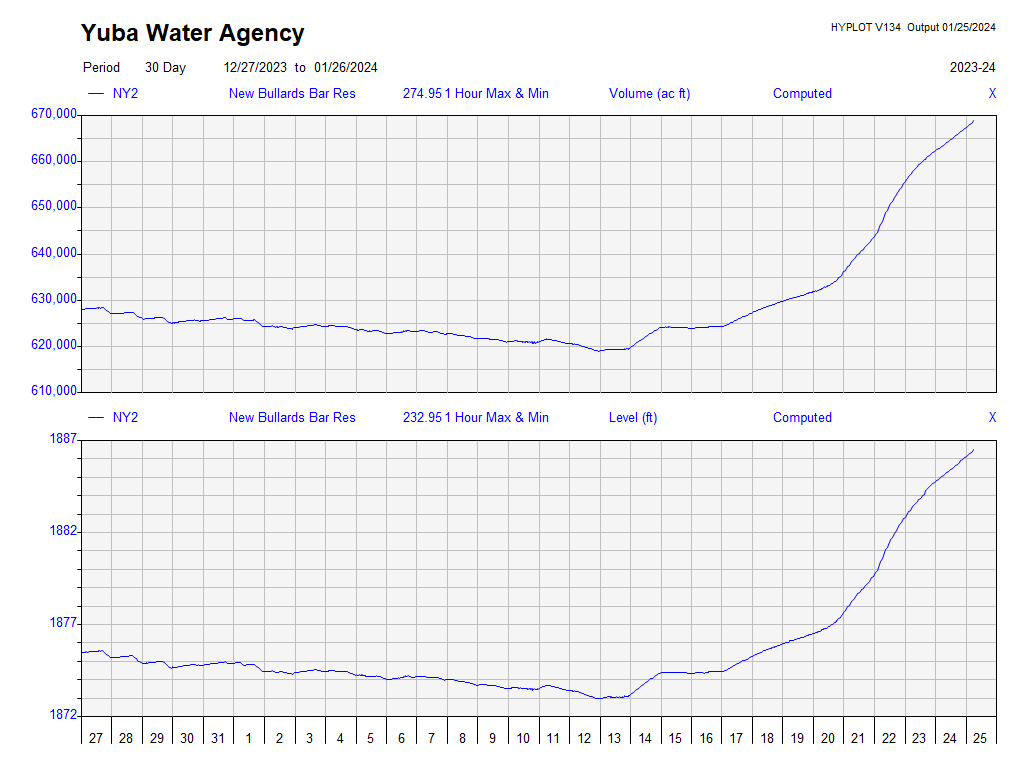 Yuba Water Agency
HYPLOT V134 Output 01/25/2024
Period 30 Day 12/27/2023 to 01/26/2024 2023-24
NY2 New Bullards Bar Res 274.95 1 Hour Max & Min Volume (ac ft) Computed X
670,000
660,000
650,000
640,000
630,000
620,000
610,000
NY2 New Bullards Bar Res 232.95 1 Hour Max & Min Level (ft) Computed X
1887
1882
1877
1872
27 28 29 30 31 1 2 3 4 5 6 7 8 9 10 11 12 13 14 15 16 17 18 19 20 21 22 23 24 25